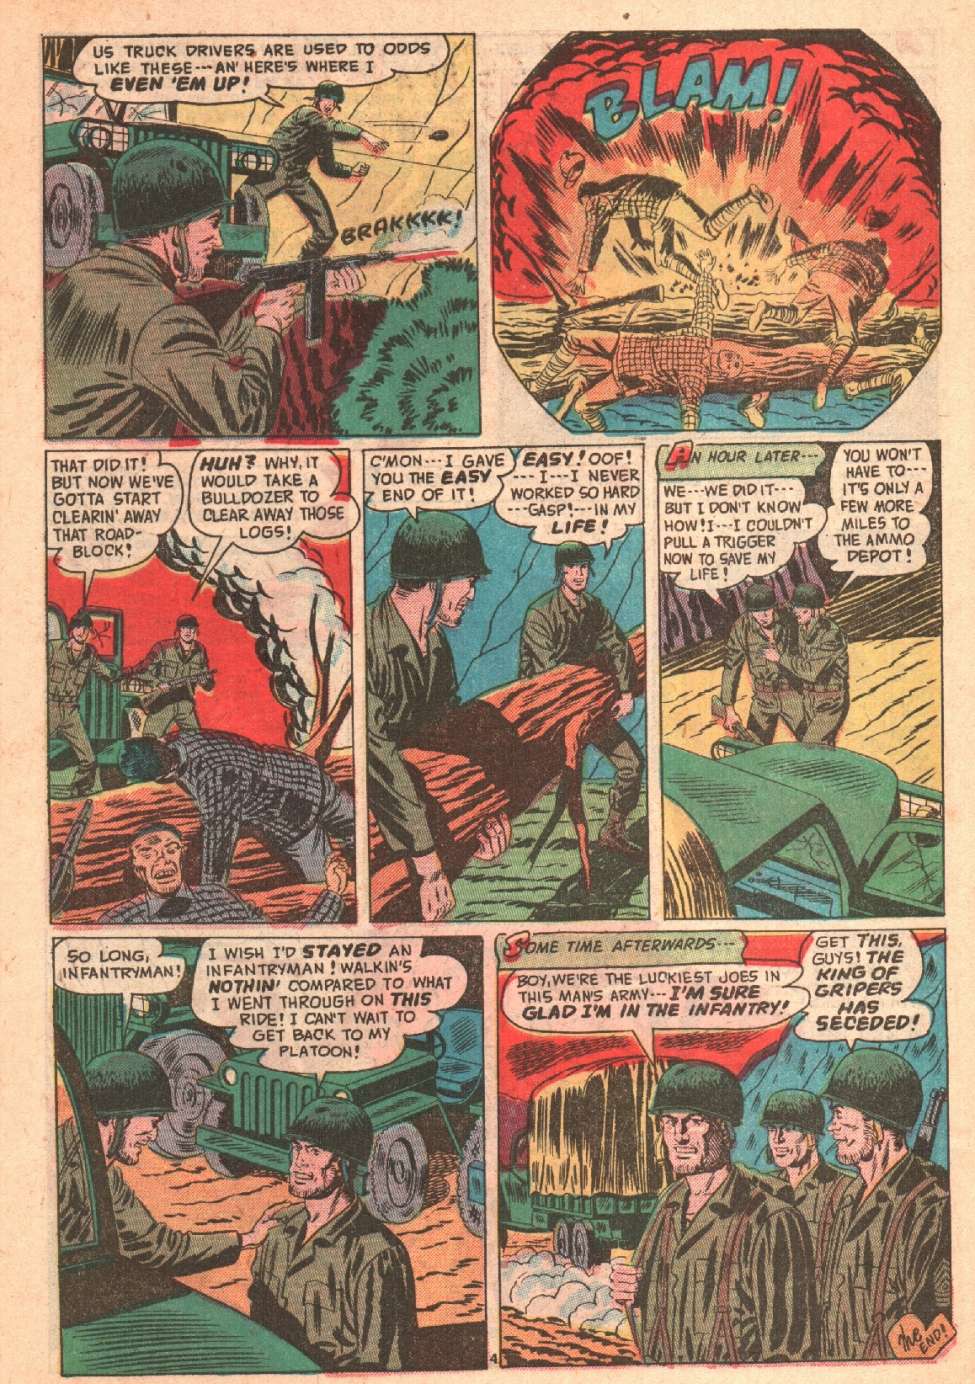 US TRUCK DRIVERS ARE USED TO ODDS
LIKE THESE---AN' HERE'S WHERE I
EVEN 'EM UP!
BRAKKKKK!
BLAM!
THAT DID IT!
BUT NOW WE'VE
GOTTA START
CLEARIN' AWAY
THAT ROAD-
BLOCK!
HUH? WHY, IT
WOULD TAKE A
BULLDOZER TO
CLEAR AWAY THOSE
LOGS!
C'MON---I GAVE
YOU THE EASY
END OF IT!
EASY! OOF!
---I---I NEVER
WORKED SO HARD
---GASP!---IN MY
LIFE!
AN HOUR LATER---
WE---WE DID IT---
BUT I DON'T KNOW
HOW! I---I COULDN'T
PULL A TRIGGER
NOW TO SAVE MY
LIFE!
YOU WON'T
HAVE TO---
IT'S ONLY A
FEW MORE
MILES TO
THE AMMO
DEPOT!
SO LONG,
INFANTRYMAN!
I WISH I'D STAYED AN
INFANTRYMAN! WALKIN'S
NOTHIN' COMPARED TO WHAT
I WENT THROUGH ON THIS
RIDE! I CAN'T WAIT TO
GET BACK TO MY
PLATOON!
SOME TIME AFTERWARDS---
BOY, WE'RE THE LUCKIEST JOES IN
THIS MAN'S ARMY---I'M SURE
GLAD I'M IN THE INFANTRY!
GET THIS,
GUYS! THE
KING OF
GRIPERS
HAS
SECEDED!
The
END!
4